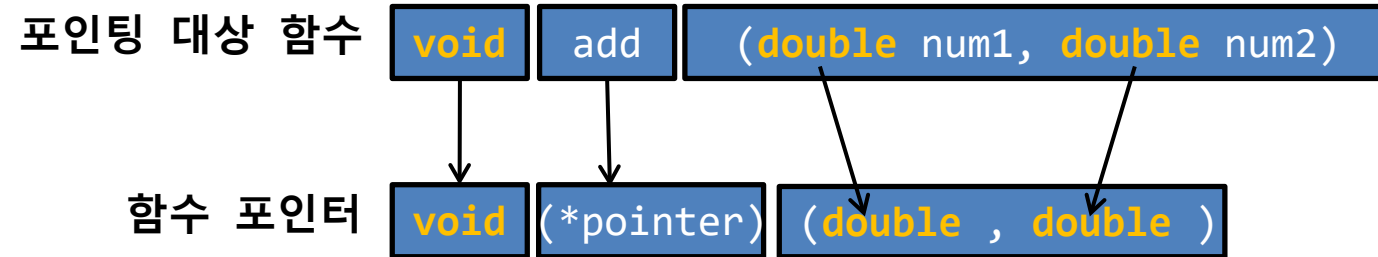 포인팅 대상 함수 void add (double num1, double num2)
함수 포인터 void (*pointer) (double , double )